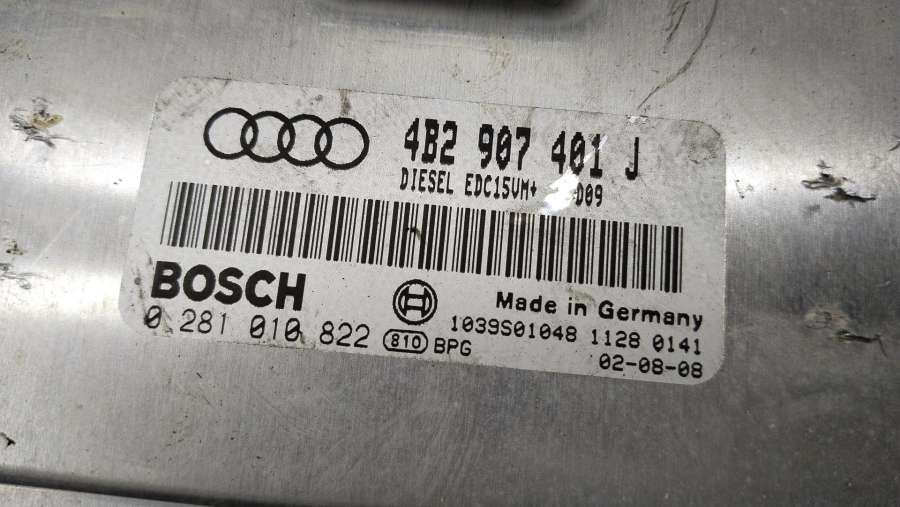 4B2 907 401 J
DIESEL EDC15VM+ D09
BOSCH
Made in Germany
0 281 010 822 810 BPG
1039S01048 1128 0141
02-08-08